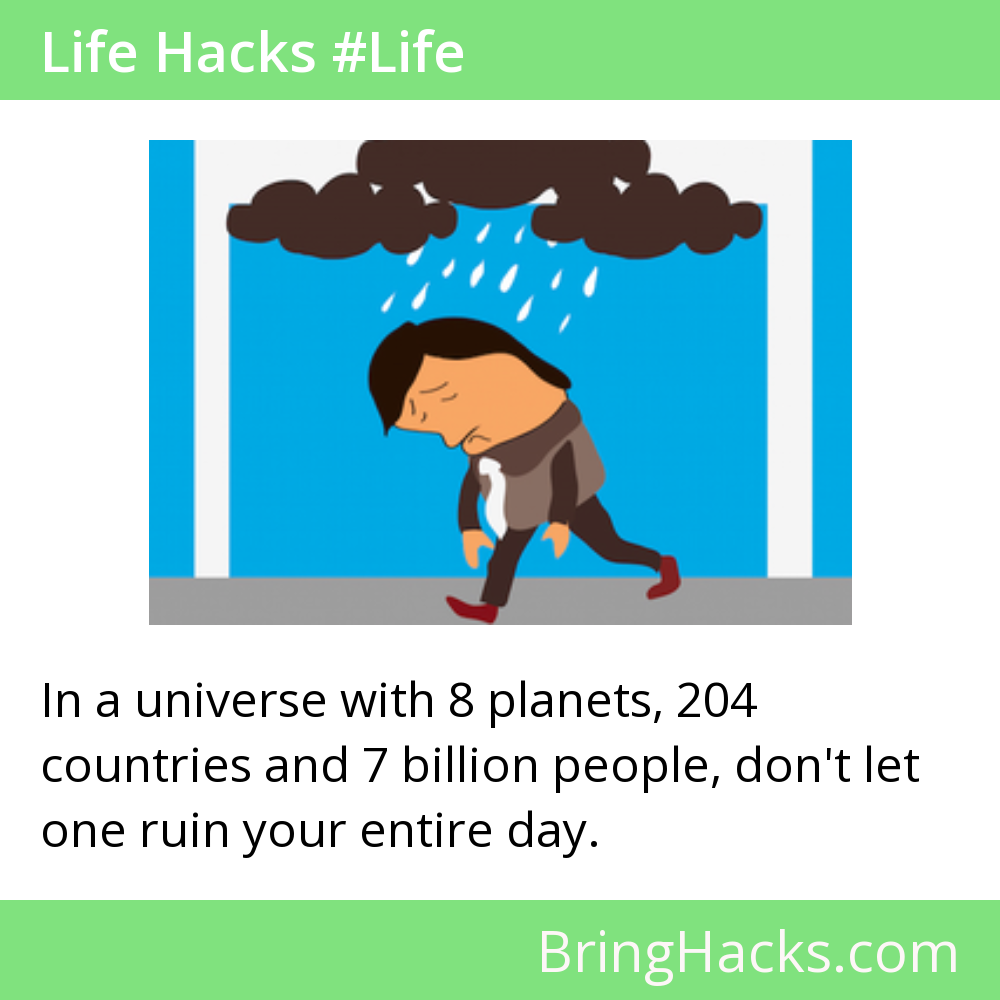 Life Hacks #Life
In a universe with 8 planets, 204
countries and 7 billion people, don't let
one ruin your entire day.
BringHacks.com